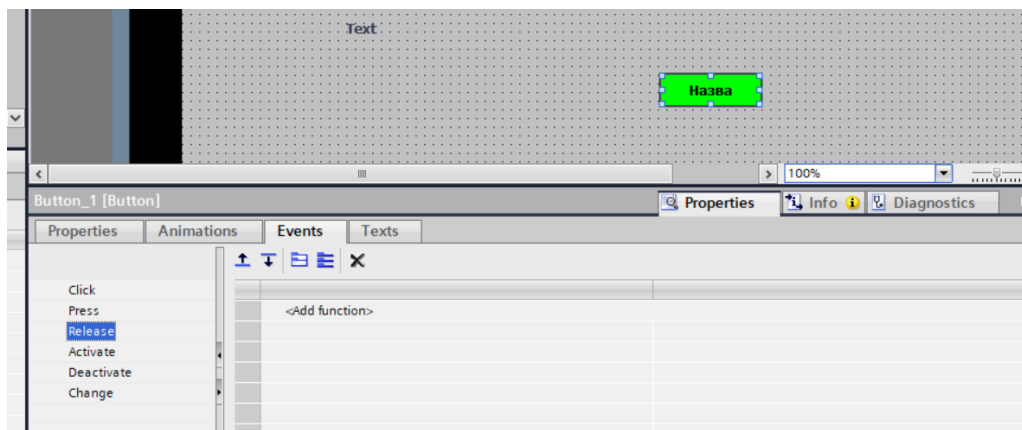 Text
Назва
100%
Button_1 [Button]
Properties
Info
Diagnostics
Properties
Animations
Events
Texts
Click
Press
<Add function>
Release
Activate
Deactivate
Change